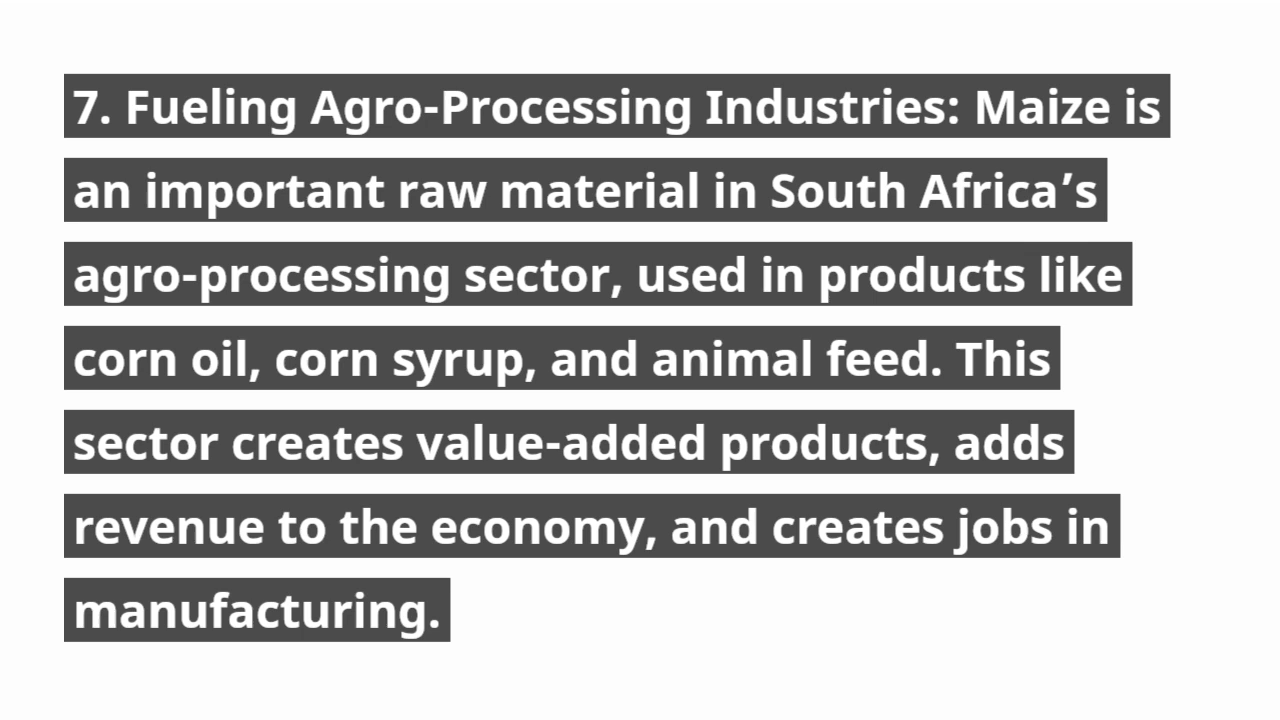 7. Fueling Agro-Processing Industries: Maize is
an important raw material in South Africa’s
agro-processing sector, used in products like
corn oil, corn syrup, and animal feed. This
sector creates value-added products, adds
revenue to the economy, and creates jobs in
manufacturing.